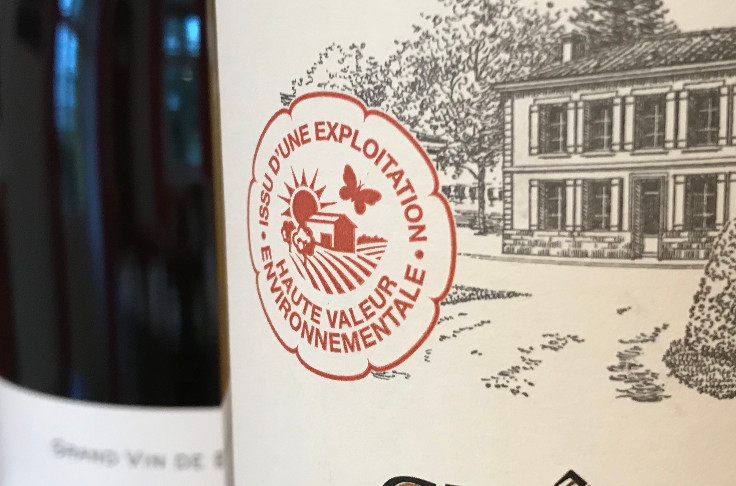 ISSU D'UNE EXPLOITATION
HAUTE VALEUR
ENVIRONNEMENTALE
GRAND VIN DE